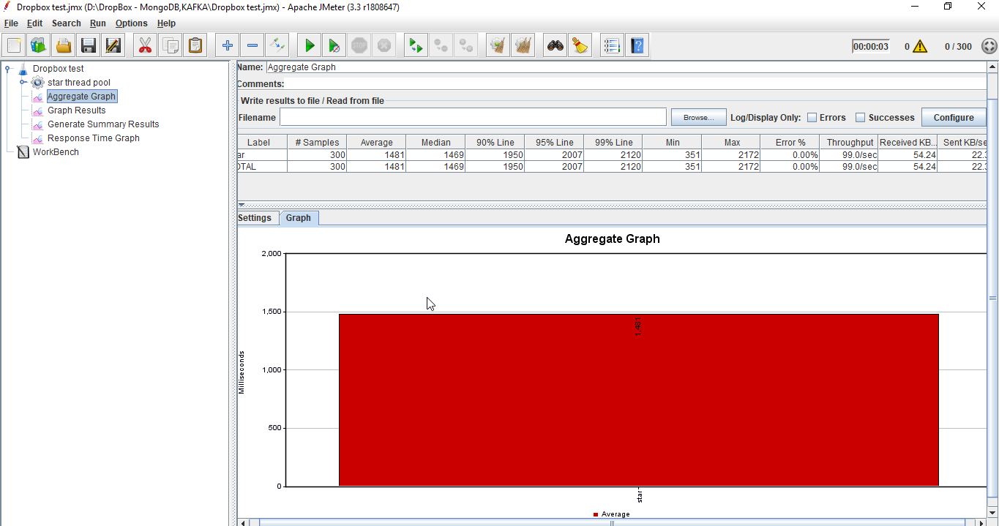 Dropbox test.jmx (D:\DropBox - MongoDB,KAFKA\Dropbox test.jmx) - Apache JMeter (3.3 r1808647)
File Edit Search Run Options Help
00:00:03 0 0 / 300
Dropbox test
star thread pool
Aggregate Graph
Graph Results
Generate Summary Results
Response Time Graph
WorkBench
Name: Aggregate Graph
Comments:
Write results to file / Read from file
Filename Browse... Log/Display Only: Errors Successes Configure
Label # Samples Average Median 90% Line 95% Line 99% Line Min Max Error % Throughput Received KB... Sent KB/se
ar 300 1481 1469 1950 2007 2120 351 2172 0.00% 99.0/sec 54.24 22.3
OTAL 300 1481 1469 1950 2007 2120 351 2172 0.00% 99.0/sec 54.24 22.3
Settings Graph
Aggregate Graph
2,000
1,500
1,481
1,000
Milliseconds
500
0
star
Average